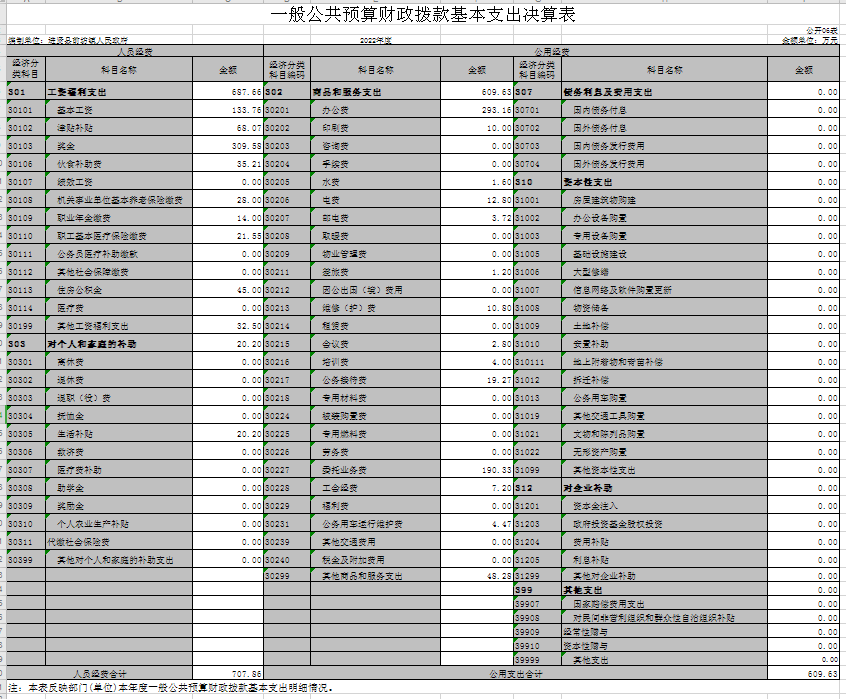 一般公共预算财政拨款基本支出决算表
公开06表
编制单位：进贤县前坊镇人民政府 2022年度 金额单位：万元
人员经费 公用经费
经济分类科目 科目名称 金额 经济分类科目编码 科目名称 金额 经济分类科目编码 科目名称 金额
301 工资福利支出 687.66 302 商品和服务支出 609.63 307 债务利息及费用支出 0.00
30101 基本工资 133.76 30201 办公费 293.16 30701 国内债务付息 0.00
30102 津贴补贴 68.07 30202 印刷费 10.00 30702 国外债务付息 0.00
30103 奖金 309.58 30203 咨询费 0.00 30703 国内债务发行费用 0.00
30106 伙食补助费 35.21 30204 手续费 0.00 30704 国外债务发行费用 0.00
30107 绩效工资 0.00 30205 水费 1.60 310 资本性支出 0.00
30108 机关事业单位基本养老保险缴费 28.00 30206 电费 12.80 31001 房屋建筑物购建 0.00
30109 职业年金缴费 14.00 30207 邮电费 3.72 31002 办公设备购置 0.00
30110 职工基本医疗保险缴费 21.55 30208 取暖费 0.00 31003 专用设备购置 0.00
30111 公务员医疗补助缴款 0.00 30209 物业管理费 0.00 31005 基础设施建设 0.00
30112 其他社会保障缴费 0.00 30211 差旅费 1.20 31006 大型修缮 0.00
30113 住房公积金 45.00 30212 因公出国（境）费用 0.00 31007 信息网络及软件购置更新 0.00
30114 医疗费 0.00 30213 维修（护）费 10.80 31008 物资储备 0.00
30199 其他工资福利支出 32.50 30214 租赁费 0.00 31009 土地补偿 0.00
303 对个人和家庭的补助 20.20 30215 会议费 2.80 31010 安置补助 0.00
30301 离休费 0.00 30216 培训费 4.00 310111 地上附着物和青苗补偿 0.00
30302 退休费 0.00 30217 公务接待费 19.27 31012 拆迁补偿 0.00
30303 退职（役）费 0.00 30218 专用材料费 0.00 31013 公务用车购置 0.00
30304 抚恤金 0.00 30224 被装购置费 0.00 31019 其他交通工具购置 0.00
30305 生活补贴 20.20 30225 专用燃料费 0.00 31021 文物和陈列品购置 0.00
30306 救济费 0.00 30226 劳务费 0.00 31022 无形资产购置 0.00
30307 医疗费补助 0.00 30227 委托业务费 190.33 31099 其他资本性支出 0.00
30308 助学金 0.00 30228 工会经费 7.20 312 对企业补助 0.00
30309 奖励金 0.00 30229 福利费 0.00 31201 资本金注入 0.00
30310 个人农业生产补贴 0.00 30231 公务用车运行维护费 4.47 31203 政府投资基金股权投资 0.00
30311 代缴社会保险费 0.00 30239 其他交通费用 0.00 31204 费用补贴 0.00
30399 其他对个人和家庭的补助支出 0.00 30240 税金及附加费用 0.00 31205 利息补贴 0.00
30299 其他商品和服务支出 48.28 31299 其他对企业补助 0.00
399 其他支出 0.00
39907 国家赔偿费用支出 0.00
39908 对民间非营利组织和群众性自治组织补贴 0.00
39909 经常性赠与 0.00
39910 资本性赠与 0.00
39999 其他支出 0.00
人员经费合计 707.86 公用支出合计 609.63
注：本表反映部门(单位)本年度一般公共预算财政拨款基本支出明细情况。